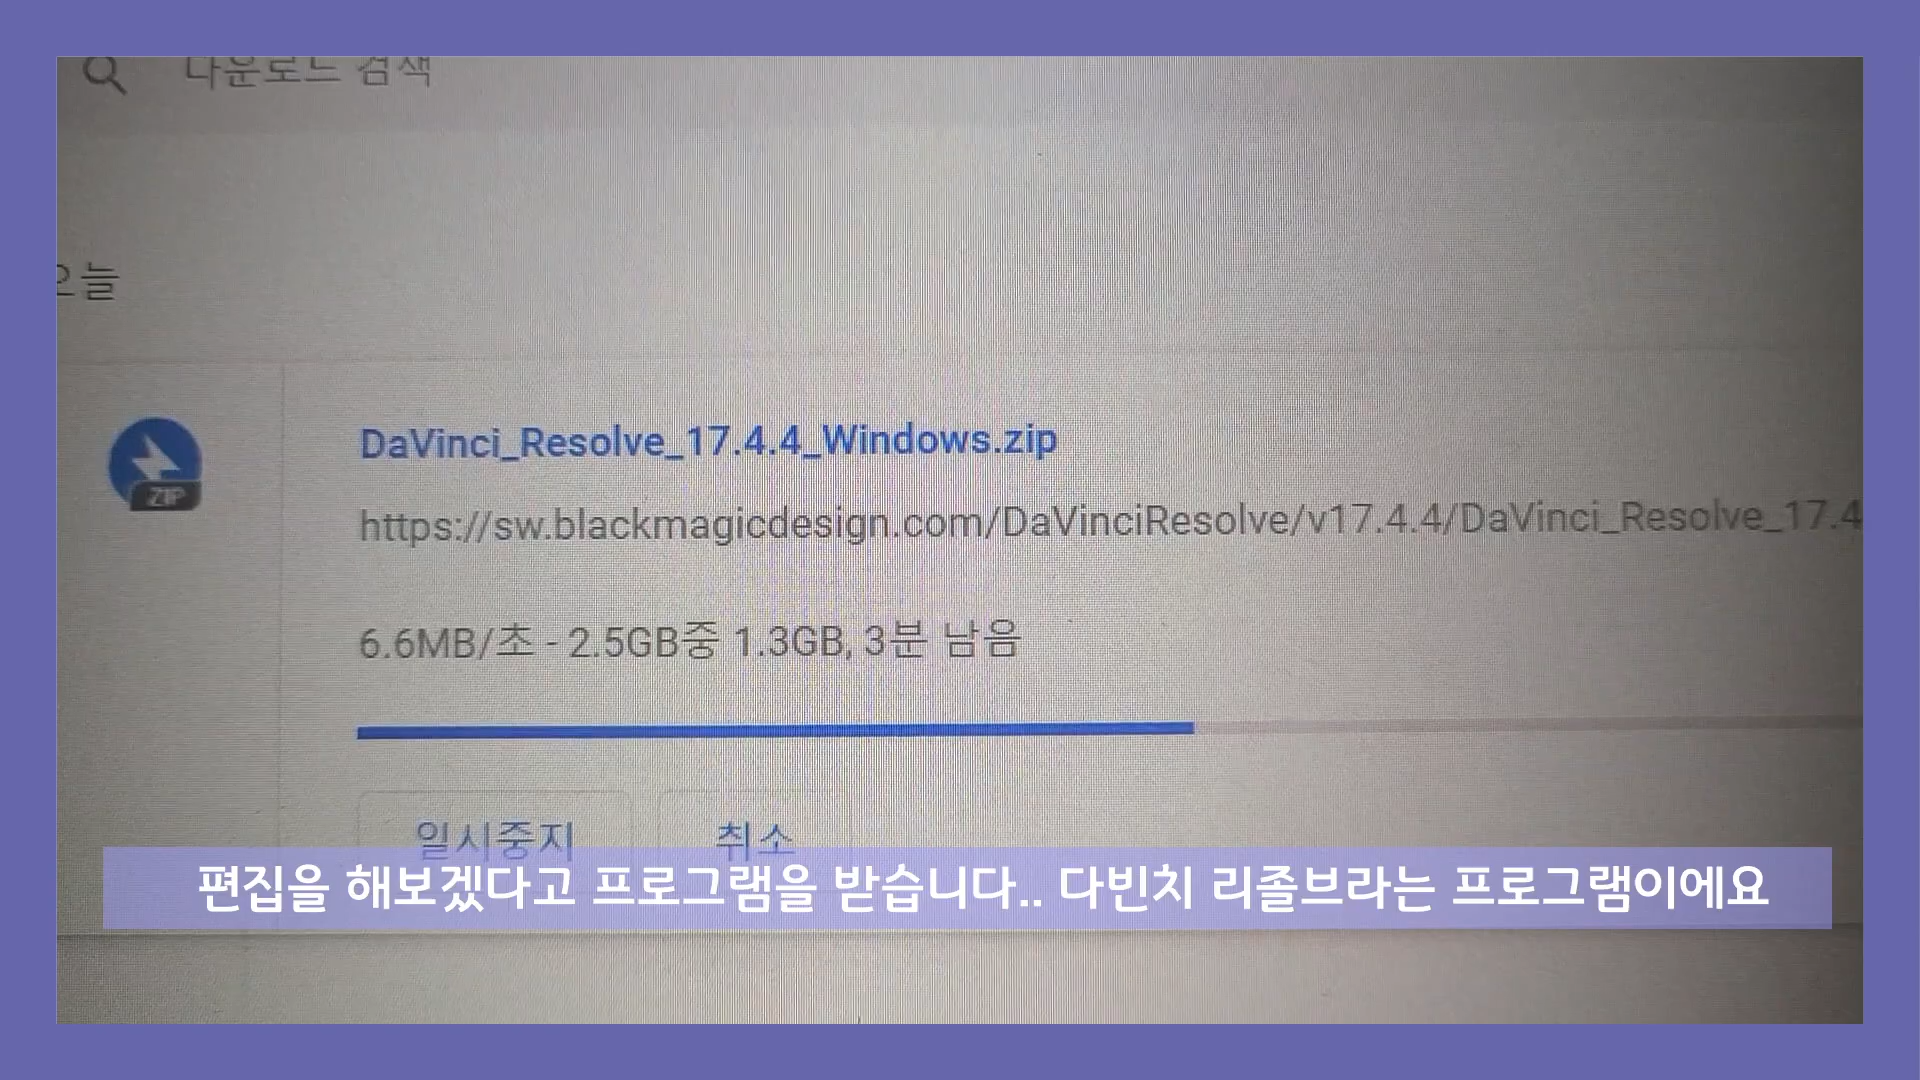 다운로드 검색
오늘
ZIP
DaVinci_Resolve_17.4.4_Windows.zip
https://sw.blackmagicdesign.com/DaVinciResolve/v17.4.4/DaVinci_Resolve_17.4
6.6MB/초 - 2.5GB중 1.3GB, 3분 남음
일시중지 취소
편집을 해보겠다고 프로그램을 받습니다.. 다빈치 리졸브라는 프로그램이에요